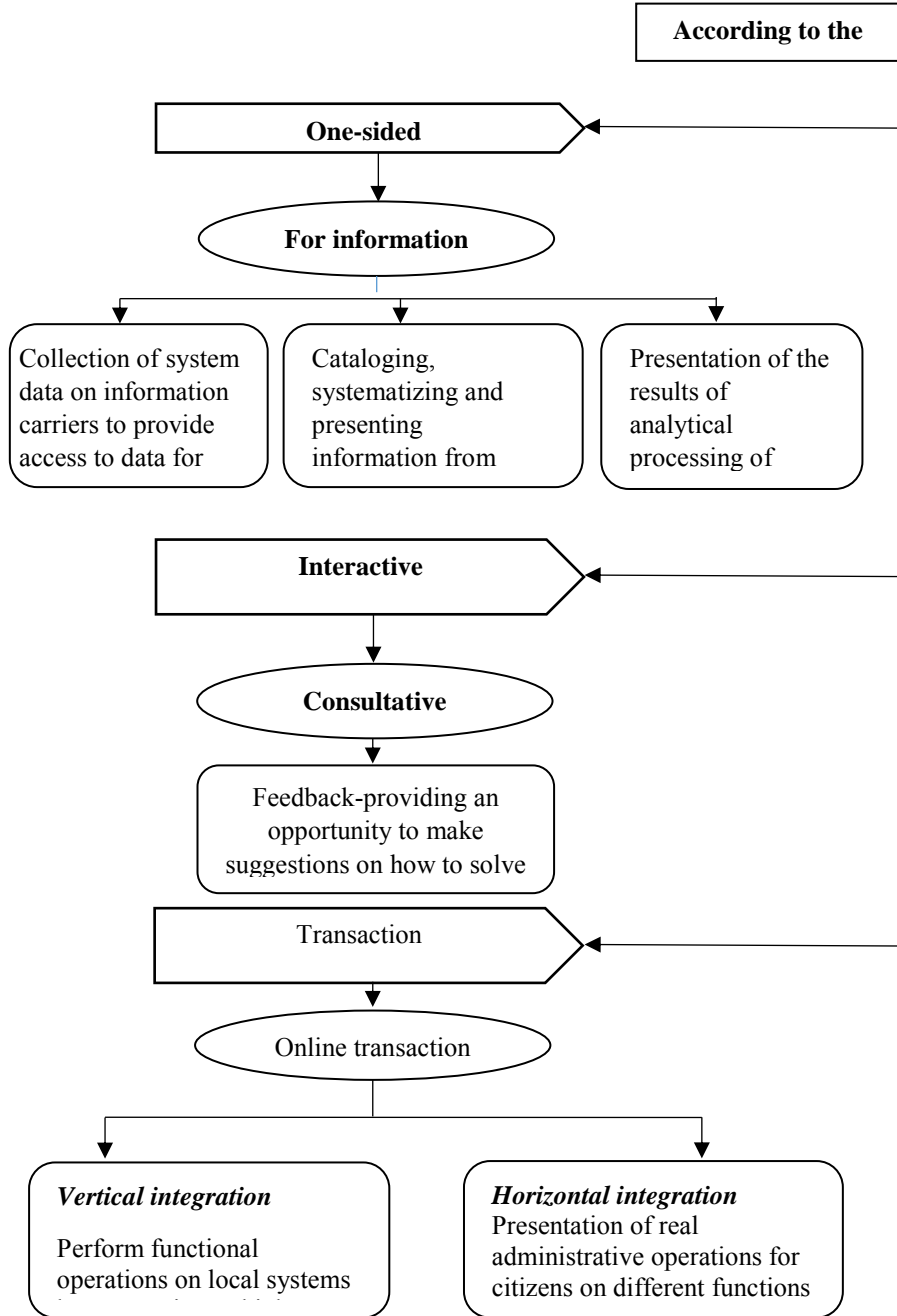 According to the
One-sided
For information
Collection of system
data on information
carriers to provide
access to data for
Cataloging,
systematizing and
presenting
information from
Presentation of the
results of
analytical
processing of
Interactive
Consultative
Feedback-providing an
opportunity to make
suggestions on how to solve
Transaction
Online transaction
Vertical integration
Perform functional
operations on local systems
Horizontal integration
Presentation of real
administrative operations for
citizens on different functions